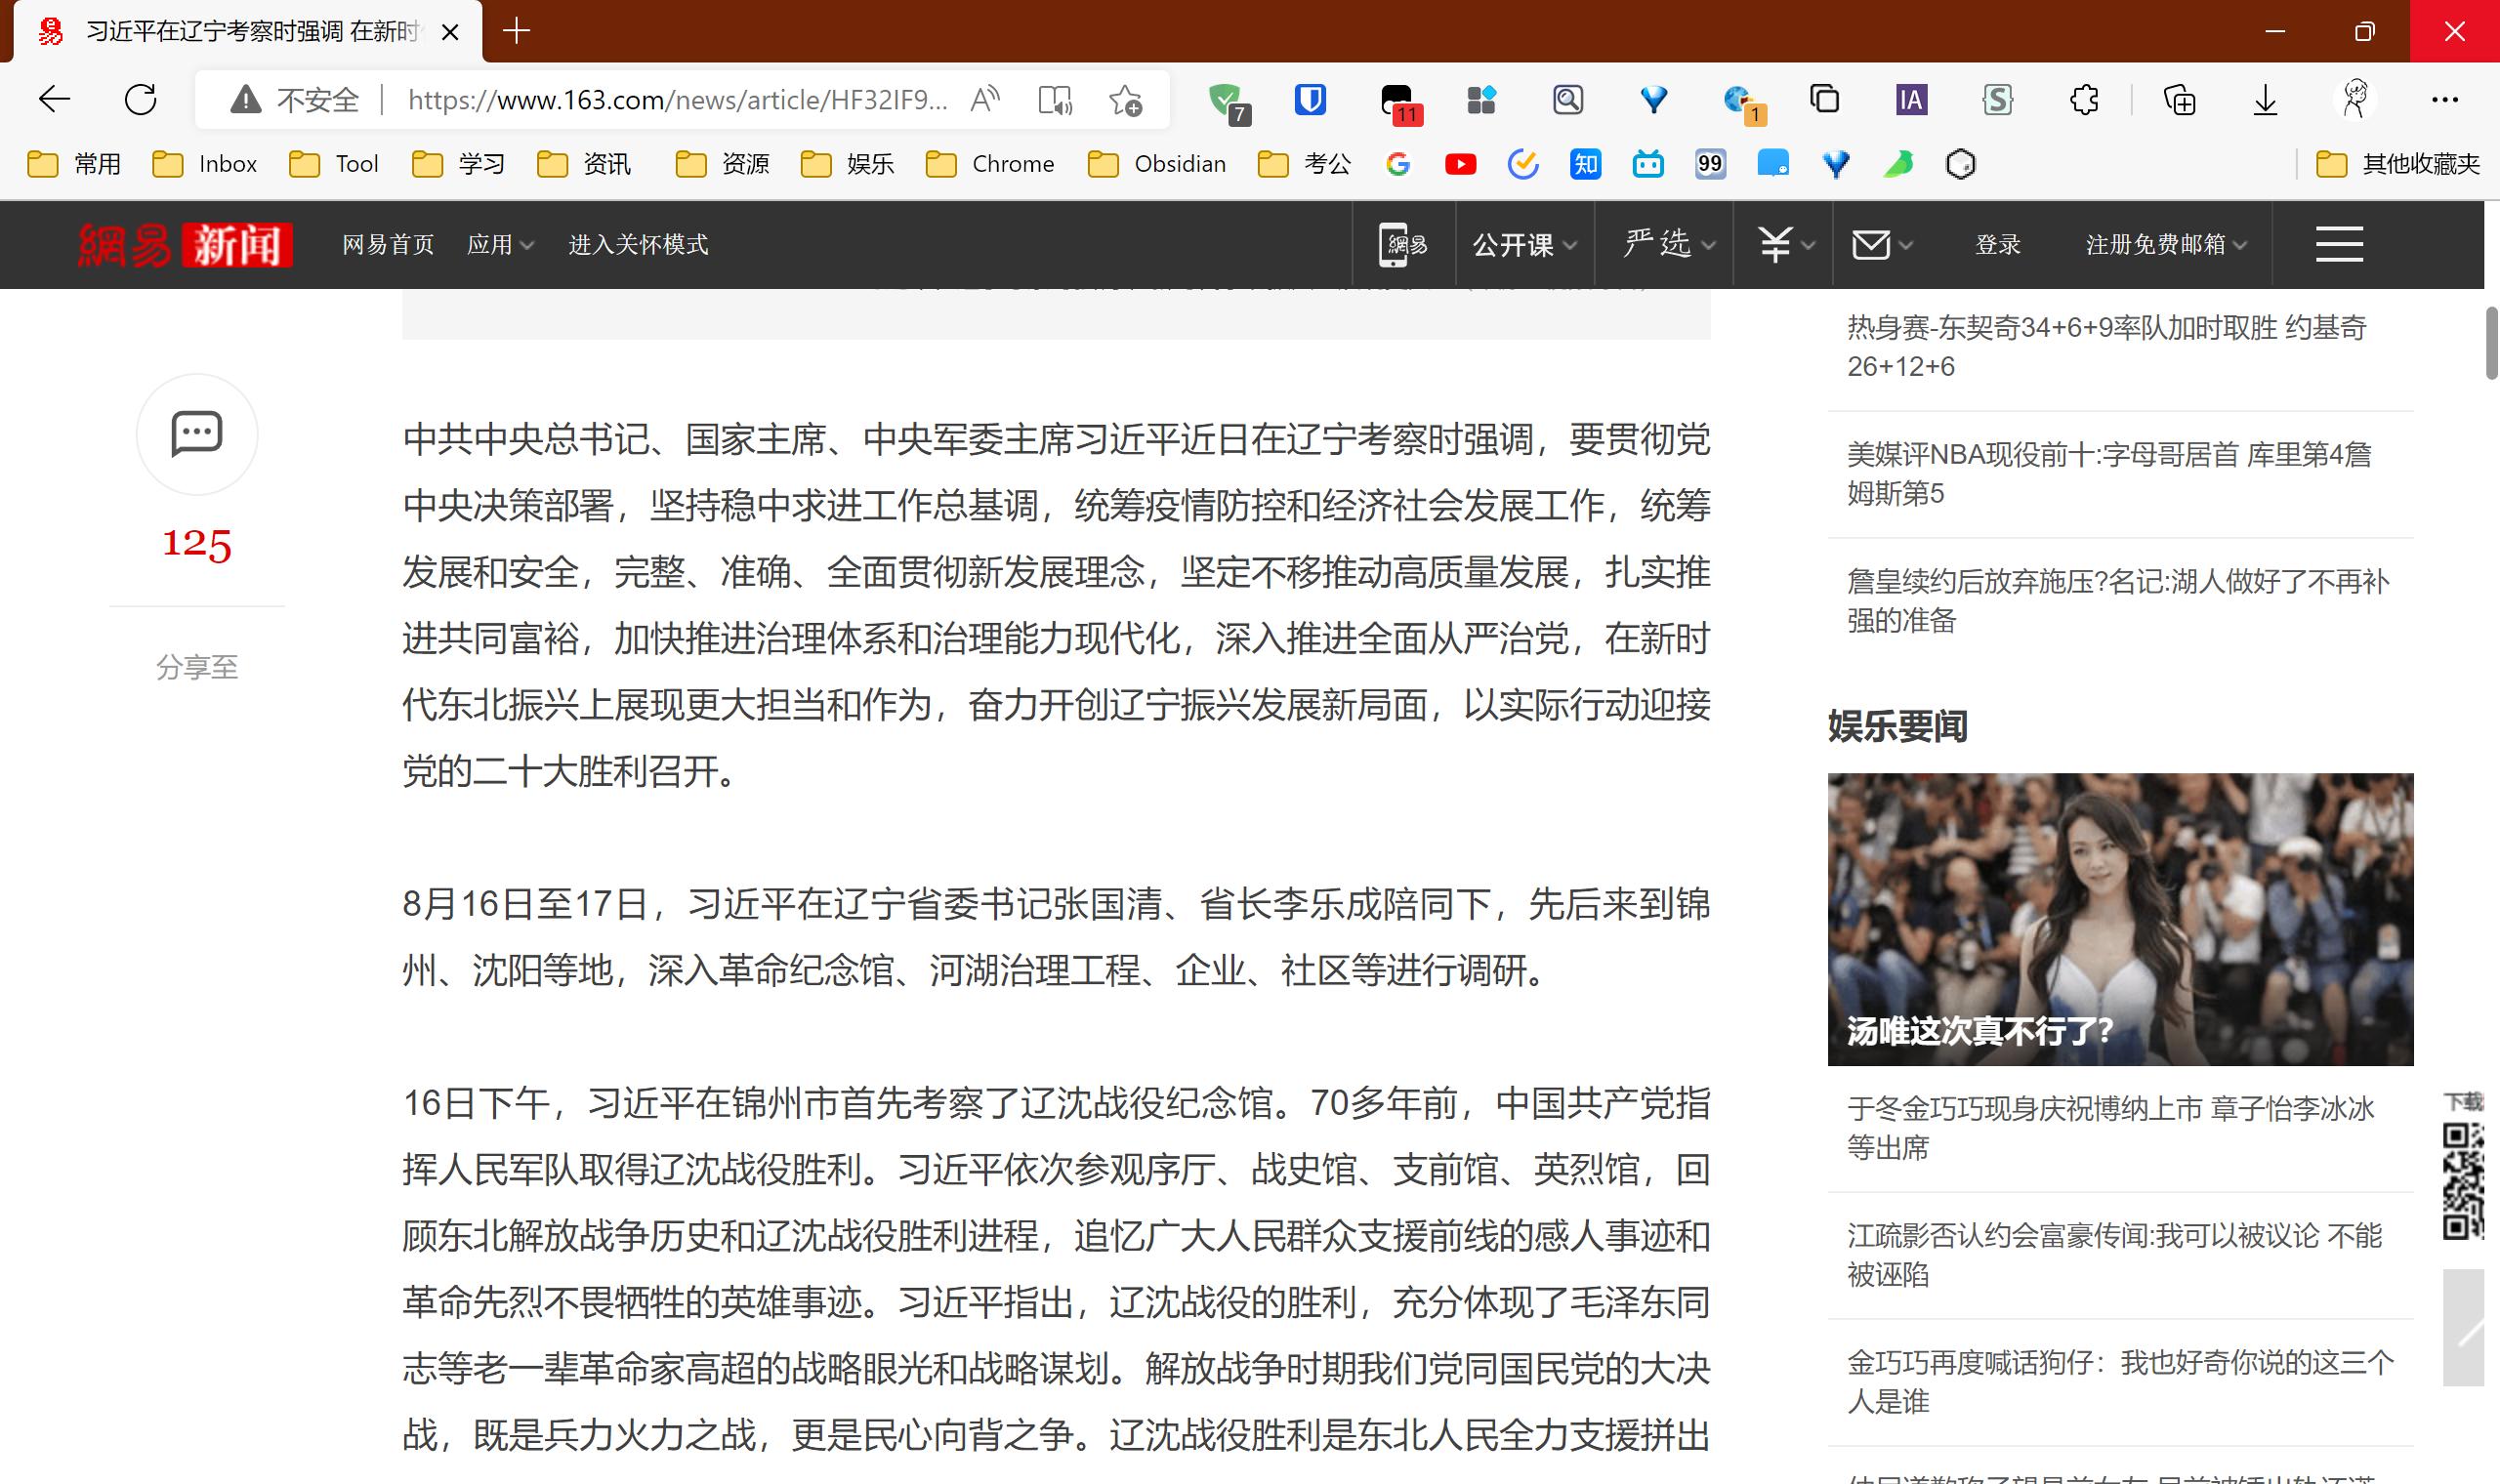 习近平在辽宁考察时强调 在新时
不安全
https://www.163.com/news/article/HF32IF9...
7
11
1
IA
常用
Inbox
Tool
学习
资讯
资源
娱乐
Chrome
Obsidian
考公
知
99
其他收藏夹
網易 新闻
网易首页
应用
进入关怀模式
網易
公开课
严选
登录
注册免费邮箱
125
分享至
中共中央总书记、国家主席、中央军委主席习近平近日在辽宁考察时强调，要贯彻党
中央决策部署，坚持稳中求进工作总基调，统筹疫情防控和经济社会发展工作，统筹
发展和安全，完整、准确、全面贯彻新发展理念，坚定不移推动高质量发展，扎实推
进共同富裕，加快推进治理体系和治理能力现代化，深入推进全面从严治党，在新时
代东北振兴上展现更大担当和作为，奋力开创辽宁振兴发展新局面，以实际行动迎接
党的二十大胜利召开。
8月16日至17日，习近平在辽宁省委书记张国清、省长李乐成陪同下，先后来到锦
州、沈阳等地，深入革命纪念馆、河湖治理工程、企业、社区等进行调研。
16日下午，习近平在锦州市首先考察了辽沈战役纪念馆。70多年前，中国共产党指
挥人民军队取得辽沈战役胜利。习近平依次参观序厅、战史馆、支前馆、英烈馆，回
顾东北解放战争历史和辽沈战役胜利进程，追忆广大人民群众支援前线的感人事迹和
革命先烈不畏牺牲的英雄事迹。习近平指出，辽沈战役的胜利，充分体现了毛泽东同
志等老一辈革命家高超的战略眼光和战略谋划。解放战争时期我们党同国民党的大决
战，既是兵力火力之战，更是民心向背之争。辽沈战役胜利是东北人民全力支援拼出
热身赛-东契奇34+6+9率队加时取胜 约基奇
26+12+6
美媒评NBA现役前十:字母哥居首 库里第4詹
姆斯第5
詹皇续约后放弃施压?名记:湖人做好了不再补
强的准备
娱乐要闻
汤唯这次真不行了？
于冬金巧巧现身庆祝博纳上市 章子怡李冰冰
等出席
江疏影否认约会富豪传闻:我可以被议论 不能
被诬陷
金巧巧再度喊话狗仔：我也好奇你说的这三个
人是谁
下载